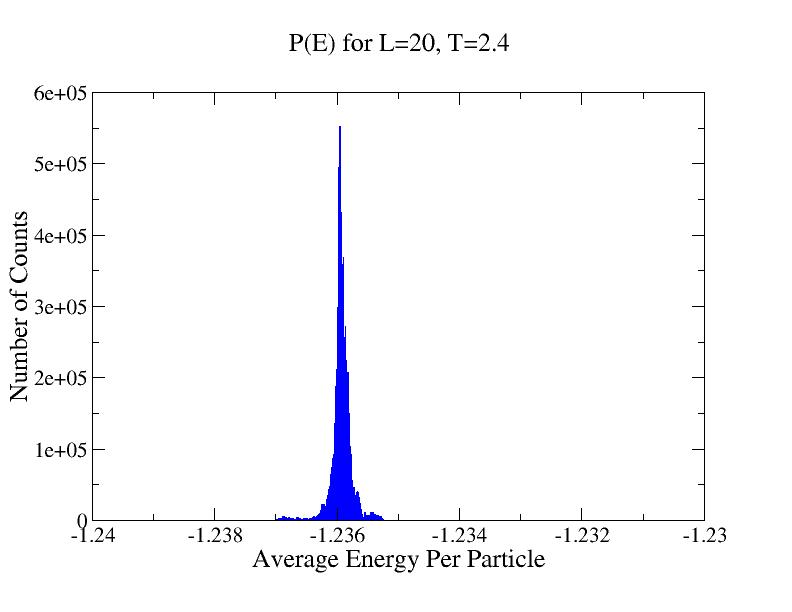 P(E) for L=20, T=2.4
6e+05
5e+05
4e+05
3e+05
2e+05
1e+05
0
Number of Counts
-1.24 -1.238 -1.236 -1.234 -1.232 -1.23
Average Energy Per Particle